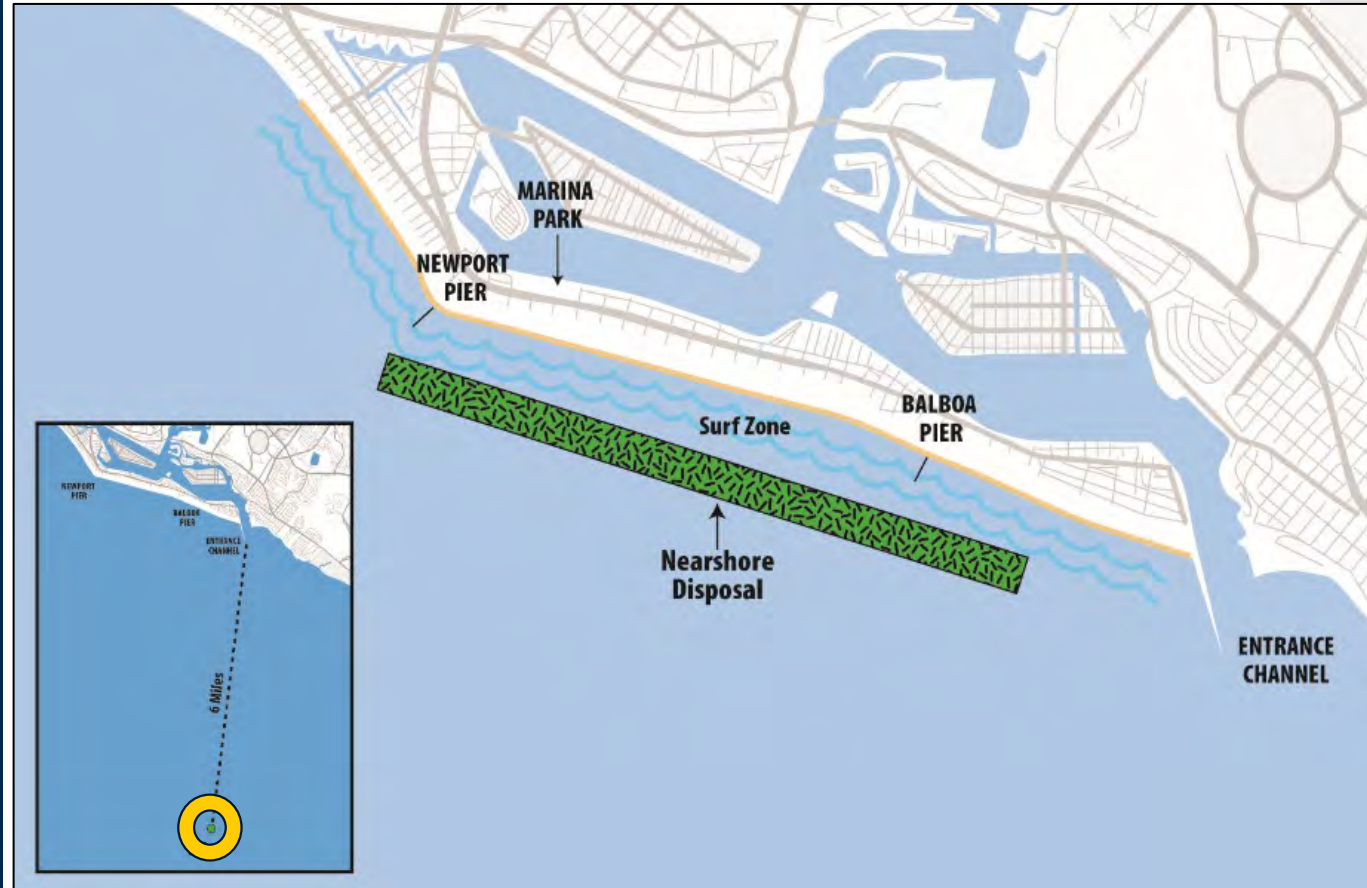 MARINA
PARK
NEWPORT
PIER
BALBOA
PIER
Surf Zone
Nearshore
Disposal
ENTRANCE
CHANNEL
NEWPORT
PIER
BALBOA
PIER
ENTRANCE
CHANNEL
6 Miles